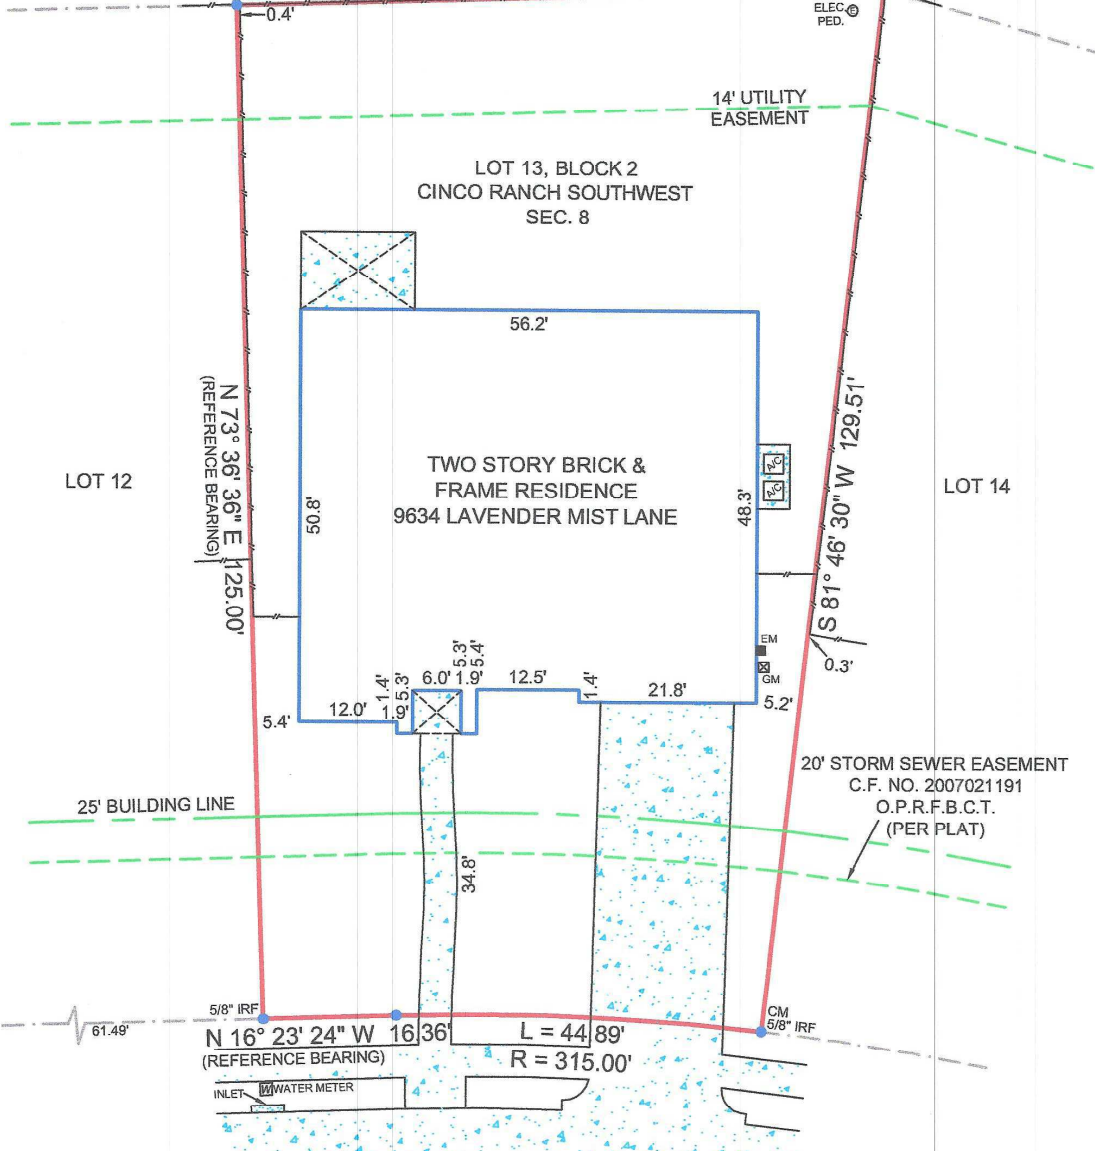 0.4'
ELEC.
PED.
E
14' UTILITY
EASEMENT
LOT 13, BLOCK 2
CINCO RANCH SOUTHWEST
SEC. 8
56.2'
N 73° 36' 36" E 125.00'
(REFERENCE BEARING)
S 81° 46' 30" W 129.51'
LOT 12
TWO STORY BRICK &
FRAME RESIDENCE
9634 LAVENDER MIST LANE
50.8'
48.3'
A/C
A/C
LOT 14
EM
GM
0.3'
5.4'
12.0'
1.4'
1.9'
5.3'
6.0'
5.3'
1.9'
5.4'
12.5'
1.4'
21.8'
5.2'
20' STORM SEWER EASEMENT
C.F. NO. 2007021191
O.P.R.F.B.C.T.
(PER PLAT)
25' BUILDING LINE
34.8'
5/8" IRF
CM
5/8" IRF
61.49'
N 16° 23' 24" W 16.36'
(REFERENCE BEARING)
L = 44.89'
R = 315.00'
W WATER METER
INLET